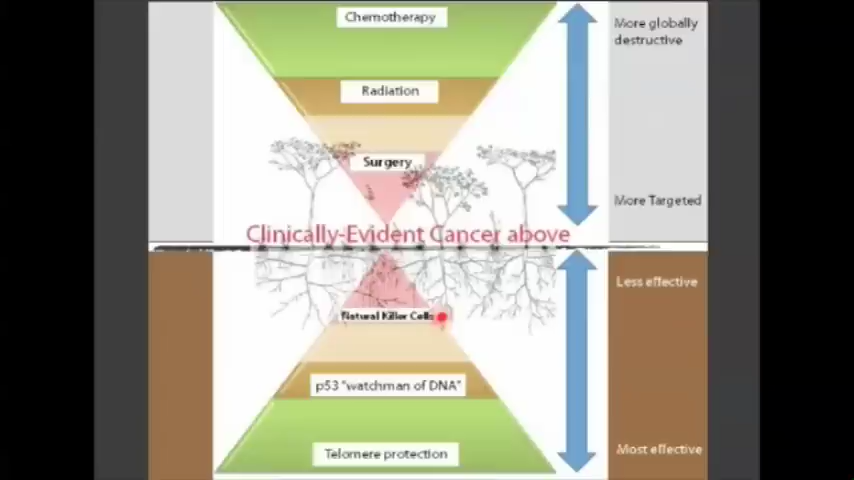 Chemotherapy
More globally
destructive
Radiation
Surgery
More Targeted
Clinically-Evident Cancer above
Less effective
Natural Killer Cells
p53 "watchman of DNA"
Most effective
Telomere protection